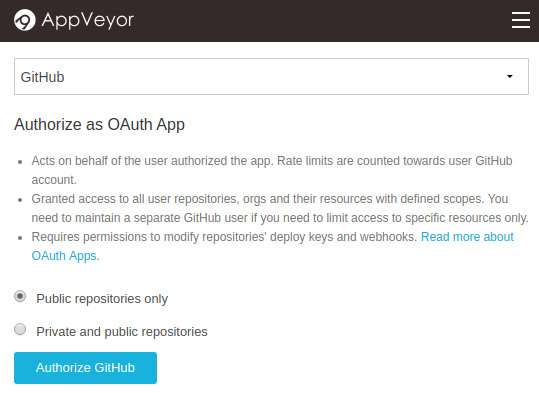 AppVeyor
GitHub
Authorize as OAuth App
Acts on behalf of the user authorized the app. Rate limits are counted towards user GitHub
account.
Granted access to all user repositories, orgs and their resources with defined scopes. You
need to maintain a separate GitHub user if you need to limit access to specific resources only.
Requires permissions to modify repositories' deploy keys and webhooks. Read more about
OAuth Apps.
Public repositories only
Private and public repositories
Authorize GitHub